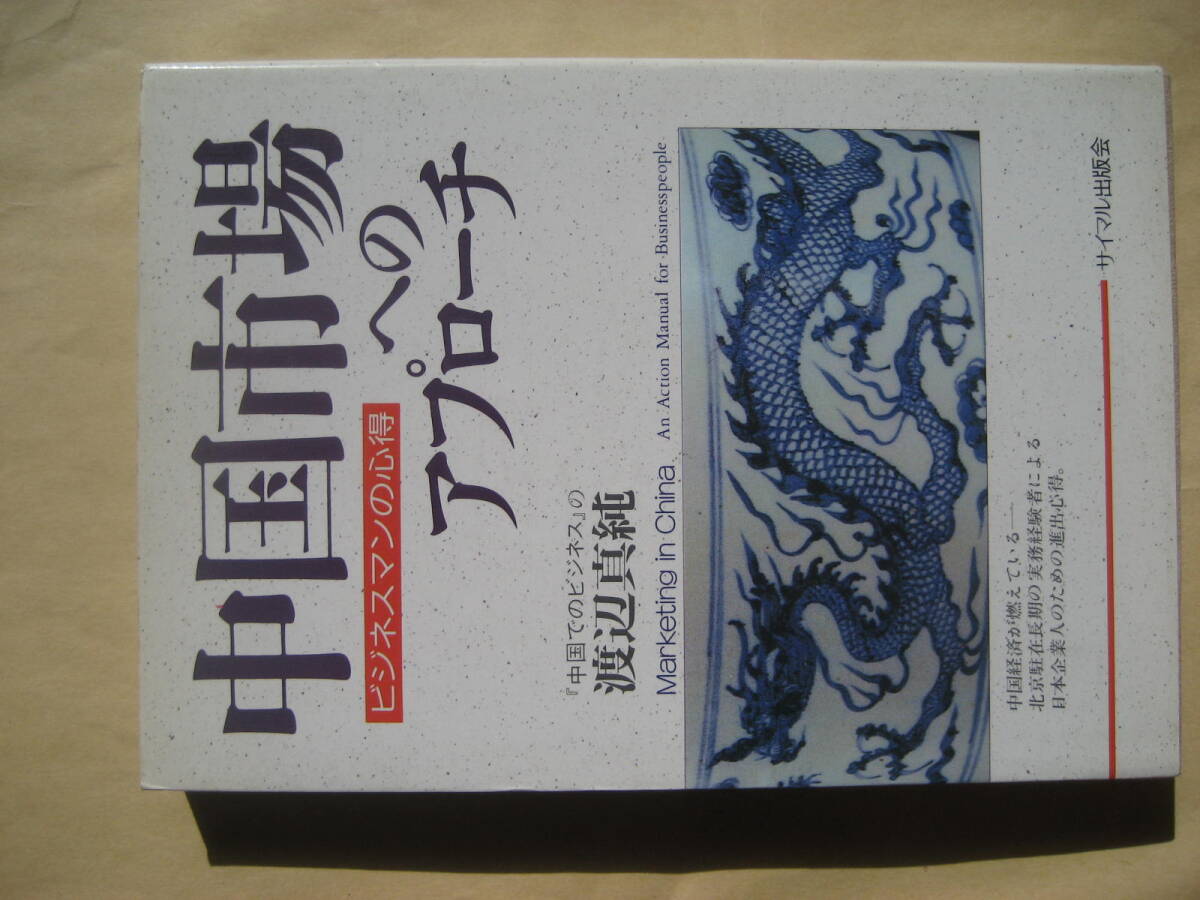 中国市場
への
ビジネスマンの心得
アプローチ
『中国でのビジネス』の
渡辺真純
Marketing in China An Action Manual for Businesspeople
中国経済が燃えている――
北京駐在長期の実務経験者による
日本企業人のための進出心得。
サイマル出版会